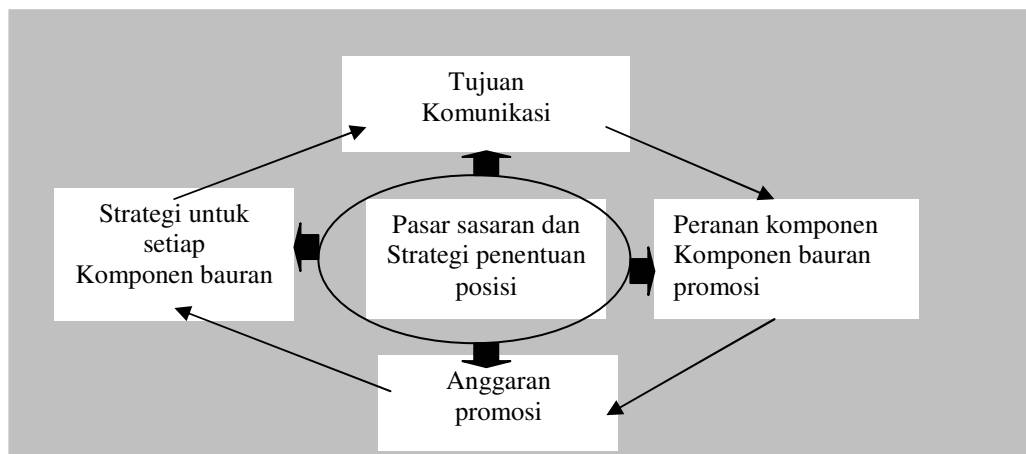 Tujuan
Komunikasi
Strategi untuk
setiap
Komponen bauran
Pasar sasaran dan
Strategi penentuan
posisi
Peranan komponen
Komponen bauran
promosi
Anggaran
promosi